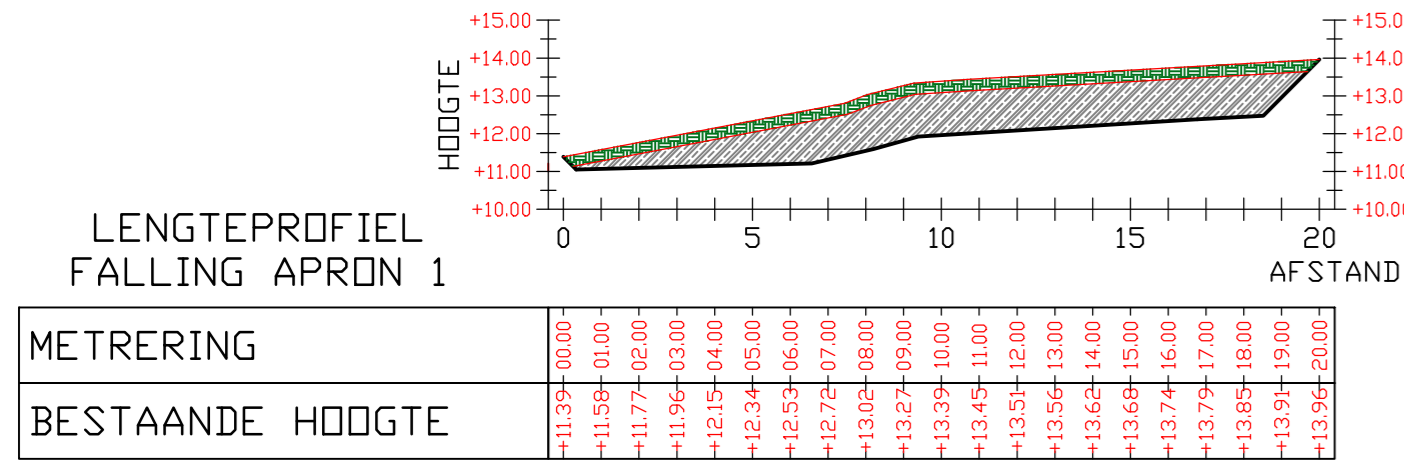 +15.00
+14.00
+13.00
+12.00
+11.00
+10.00
HOOGTE
+15.0
+14.0
+13.0
+12.0
+11.00
+10.00
0 5 10 15 20
AFSTAND
LENGTEPROFIEL
FALLING APRON 1
METRERING 00.00 01.00 02.00 03.00 04.00 05.00 06.00 07.00 08.00 09.00 10.00 11.00 12.00 13.00 14.00 15.00 16.00 17.00 18.00 19.00 20.00
BESTAANDE HOOGTE +11.39 +11.58 +11.77 +11.96 +12.15 +12.34 +12.53 +12.72 +13.02 +13.27 +13.39 +13.45 +13.51 +13.56 +13.62 +13.68 +13.74 +13.79 +13.85 +13.91 +13.96